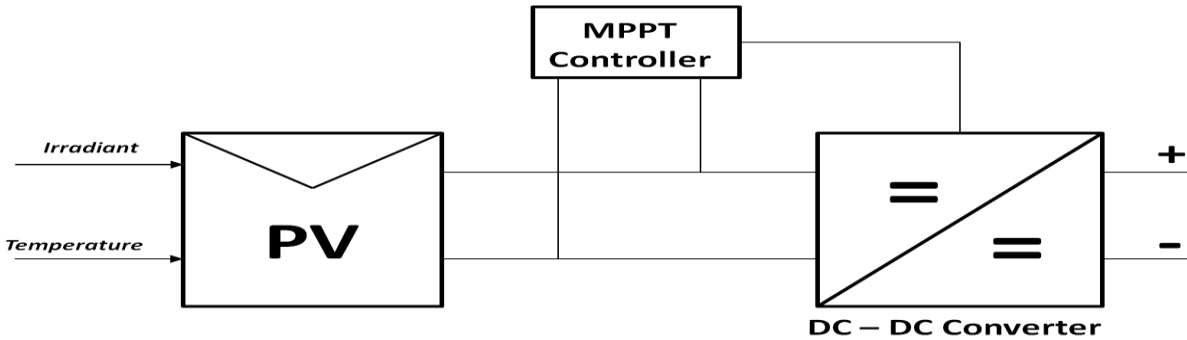 MPPT
Controller
Irradiant
Temperature
PV
=
=
+
-
DC – DC Converter